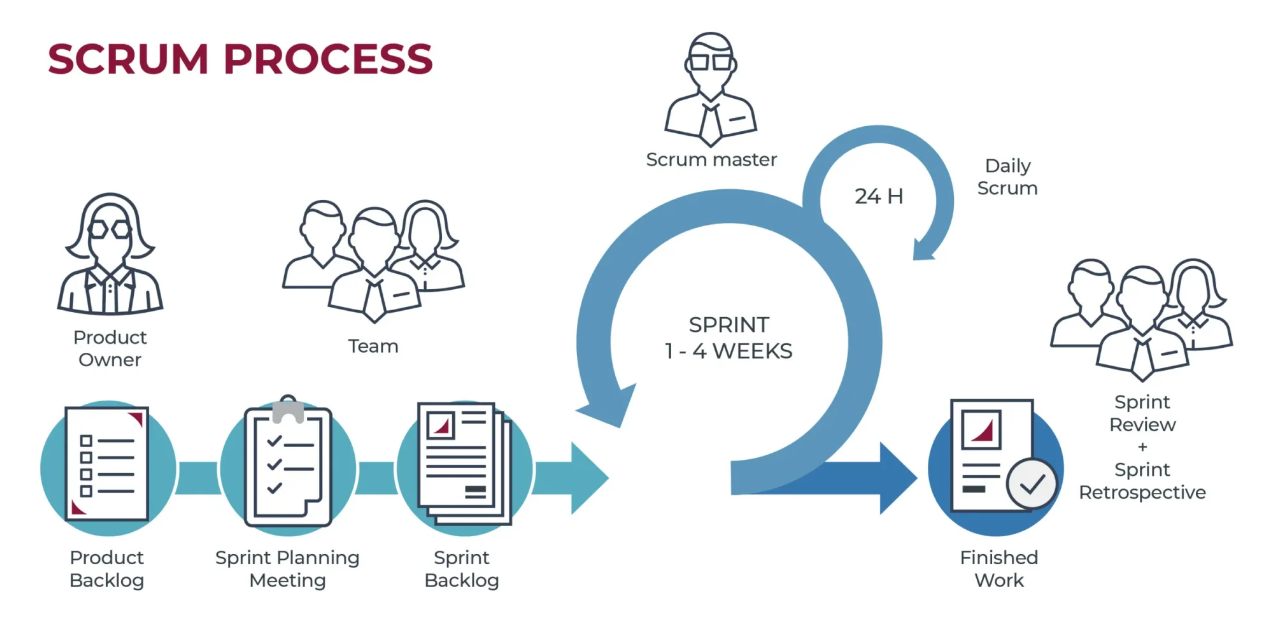 SCRUM PROCESS
Scrum master
24 H
Daily
Scrum
Product
Owner
Team
SPRINT
1 - 4 WEEKS
Sprint
Review
+
Sprint
Retrospective
Product
Backlog
Sprint Planning
Meeting
Sprint
Backlog
Finished
Work